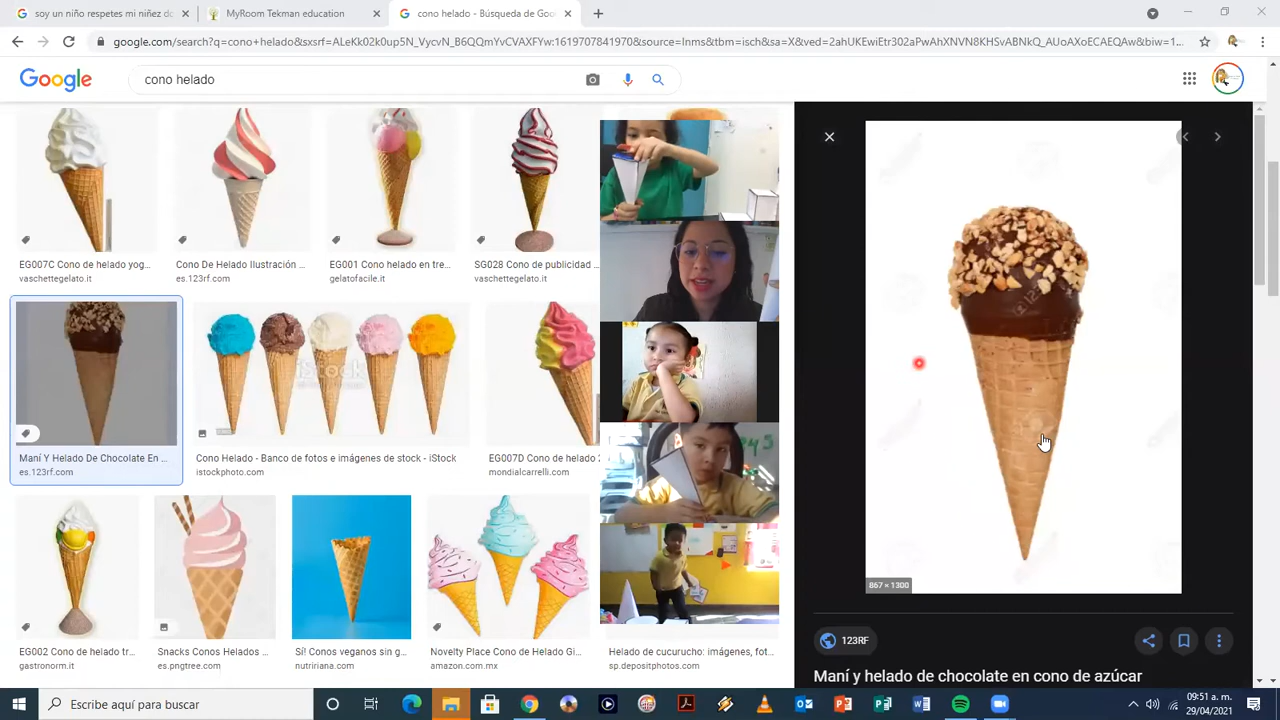 soy un niño respetes mi niñez dc
MyRoom Tekman education
cono helado - Búsqueda de Goo
google.com/search?q=cono+helado&sxsrf=ALeKk02k0up5N_VycvN_B6QQmYvCVAXFYw:1619707841970&source=lnms&tbm=isch&sa=X&ved=2ahUKEwiEtr302aPwAhXNVN8KHSvABNkQ_AUoAXoECAEQAw&biw=1...
Google
cono helado
EG007C Cono de helado yog...
vaschettegelato.it
Cono De Helado Ilustración ...
es.123rf.com
EG001 Cono helado en tre...
gelatofacile.it
SG028 Cono de publicidad ...
vaschettegelato.it
Maní Y Helado De Chocolate En ...
es.123rf.com
iStock
Cono Helado - Banco de fotos e imágenes de stock - iStock
istockphoto.com
EG007D Cono de helado
mondialcarrelli.com
EG002 Cono de helado tr...
gastronorm.it
Snacks Conos Helados ...
es.pngtree.com
Sí! Conos veganos sin g...
nutririana.com
Novelty Place Cono de Helado Gi...
amazon.com.mx
Helado de cucurucho: imágenes, fot...
sp.depositphotos.com
867 × 1300
123RF
Maní y helado de chocolate en cono de azúcar
Escribe aquí para buscar
09:51 a. m.
29/04/2021